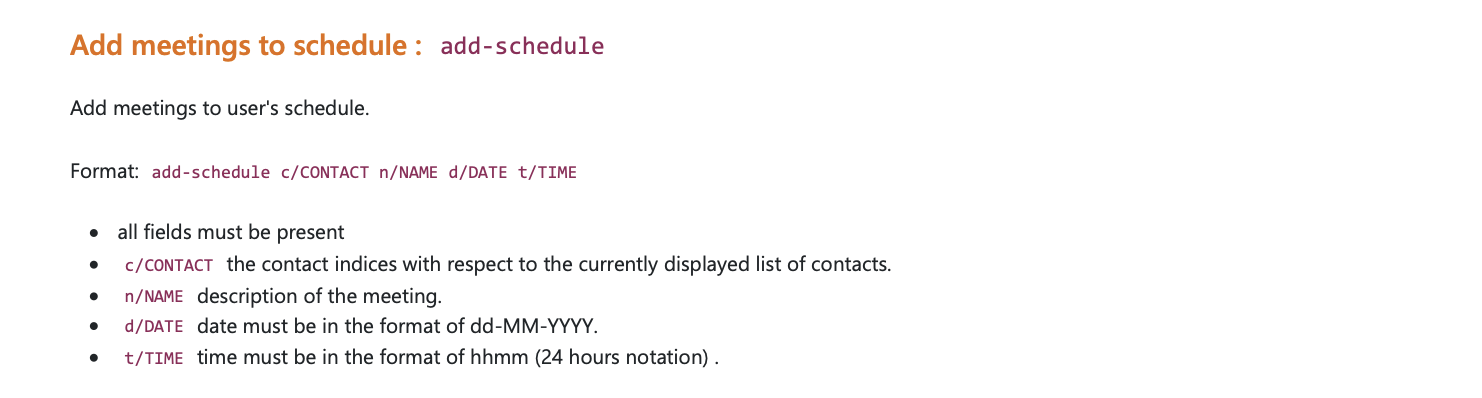 Add meetings to schedule : add-schedule
Add meetings to user's schedule.
Format: add-schedule c/CONTACT n/NAME d/DATE t/TIME
• all fields must be present
• c/CONTACT the contact indices with respect to the currently displayed list of contacts.
• n/NAME description of the meeting.
• d/DATE date must be in the format of dd-MM-YYYY.
• t/TIME time must be in the format of hhmm (24 hours notation) .